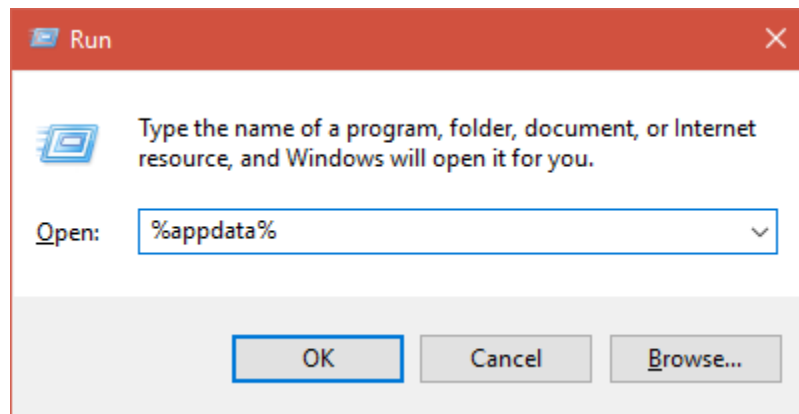 Run
Type the name of a program, folder, document, or Internet
resource, and Windows will open it for you.
Open: %appdata%
OK Cancel Browse...